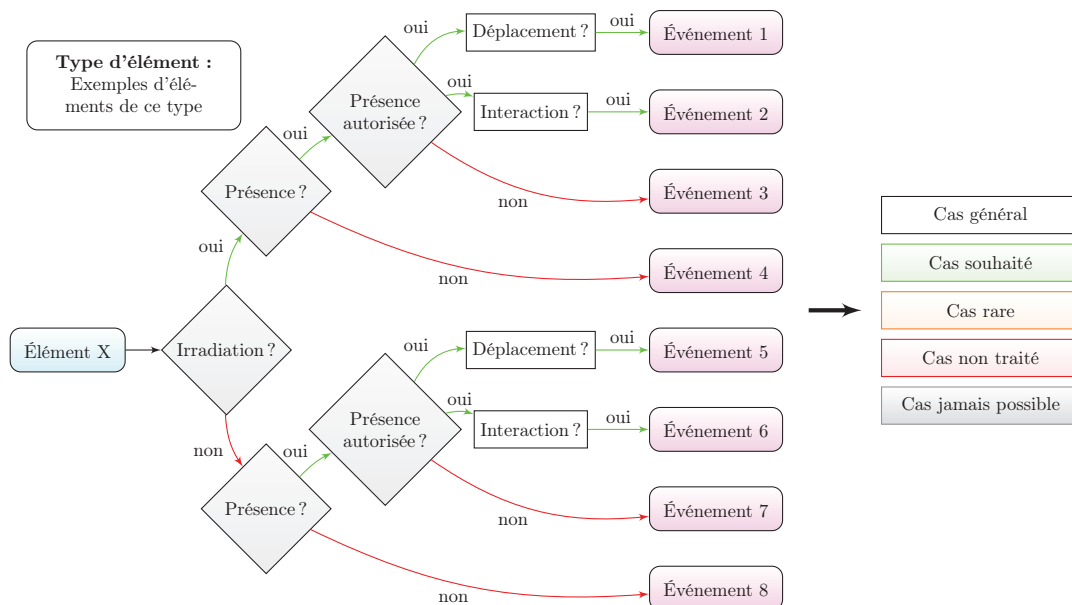 Type d'élément :
Exemples d'élé-
ments de ce type
oui
Déplacement ?
oui
Événement 1
oui
Interaction ?
oui
Événement 2
Présence
autorisée ?
oui
non
Événement 3
Présence ?
oui
non
Événement 4
Élément X
Irradiation ?
non
oui
Déplacement ?
oui
Événement 5
oui
Interaction ?
oui
Événement 6
Présence
autorisée ?
oui
non
Événement 7
Présence ?
non
Événement 8
Cas général
Cas souhaité
Cas rare
Cas non traité
Cas jamais possible